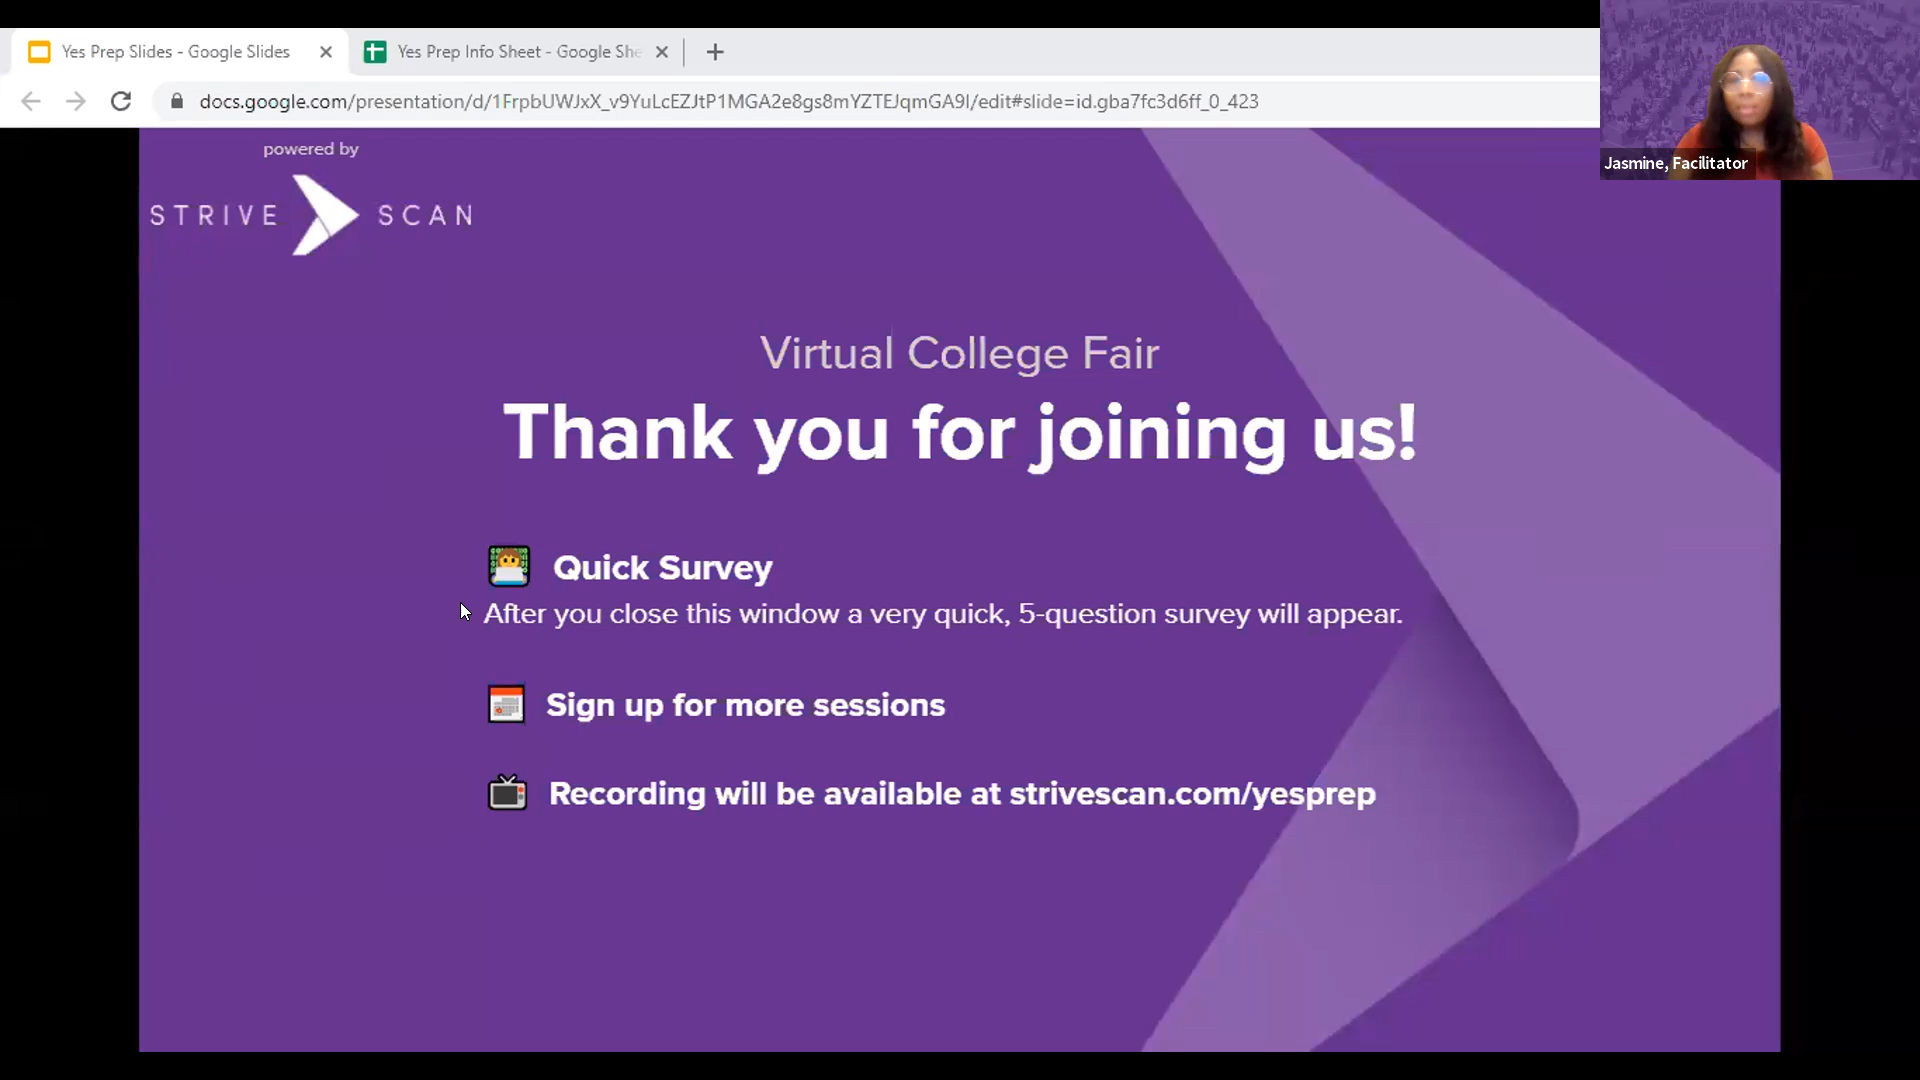 Yes Prep Slides - Google Slides
Yes Prep Info Sheet - Google She
docs.google.com/presentation/d/1FrpbUWJxX_v9YuLcEZJtP1MGA2e8gs8mYZTEJqmGA9I/edit#slide=id.gba7fc3d6ff_0_423
Jasmine, Facilitator
powered by
STRIVE SCAN
Virtual College Fair
Thank you for joining us!
Quick Survey
After you close this window a very quick, 5-question survey will appear.
Sign up for more sessions
Recording will be available at strivescan.com/yesprep